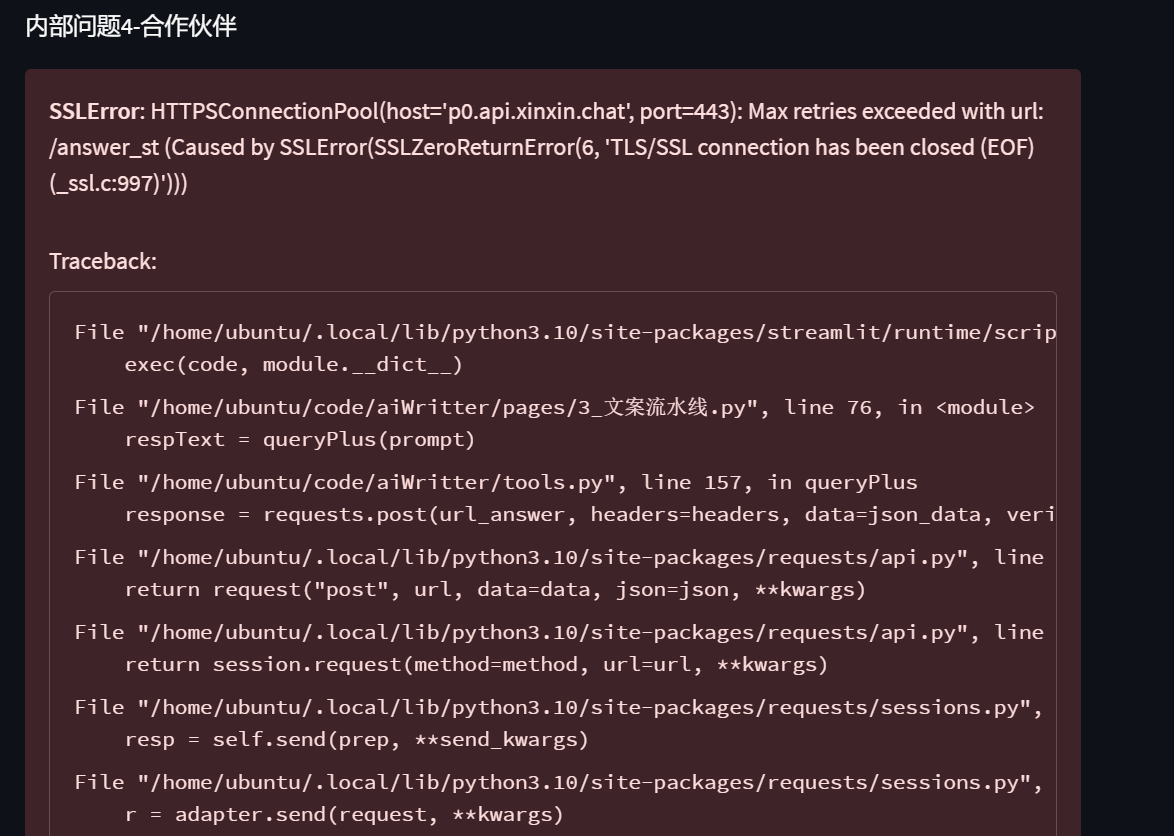 内部问题4-合作伙伴
SSLError: HTTPSConnectionPool(host='p0.api.xinxin.chat', port=443): Max retries exceeded with url:
/answer_st (Caused by SSLError(SSLZeroReturnError(6, 'TLS/SSL connection has been closed (EOF)
(_ssl.c:997)')))
Traceback:
File "/home/ubuntu/.local/lib/python3.10/site-packages/streamlit/runtime/scrip
exec(code, module.__dict__)
File "/home/ubuntu/code/aiWritter/pages/3_文案流水线.py", line 76, in <module>
respText = queryPlus(prompt)
File "/home/ubuntu/code/aiWritter/tools.py", line 157, in queryPlus
response = requests.post(url_answer, headers=headers, data=json_data, veri
File "/home/ubuntu/.local/lib/python3.10/site-packages/requests/api.py", line
return request("post", url, data=data, json=json, **kwargs)
File "/home/ubuntu/.local/lib/python3.10/site-packages/requests/api.py", line
return session.request(method=method, url=url, **kwargs)
File "/home/ubuntu/.local/lib/python3.10/site-packages/requests/sessions.py",
resp = self.send(prep, **send_kwargs)
File "/home/ubuntu/.local/lib/python3.10/site-packages/requests/sessions.py",
r = adapter.send(request, **kwargs)